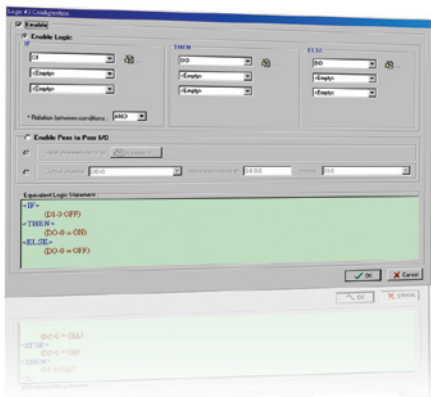 Logic #2 Configuration
Enable
Enable Logic
IF
DI
<Empty>
<Empty>
* Relation between conditions : AND
THEN
DO
<Empty>
<Empty>
ELSE
DO
<Empty>
<Empty>
Enable Peer to Peer I/O
Equivalent Logic Statement :
<IF>
(DI-0 OFF)
<THEN>
(DO-0 = ON)
<ELSE>
(DO-0 = OFF)
OK
Cancel